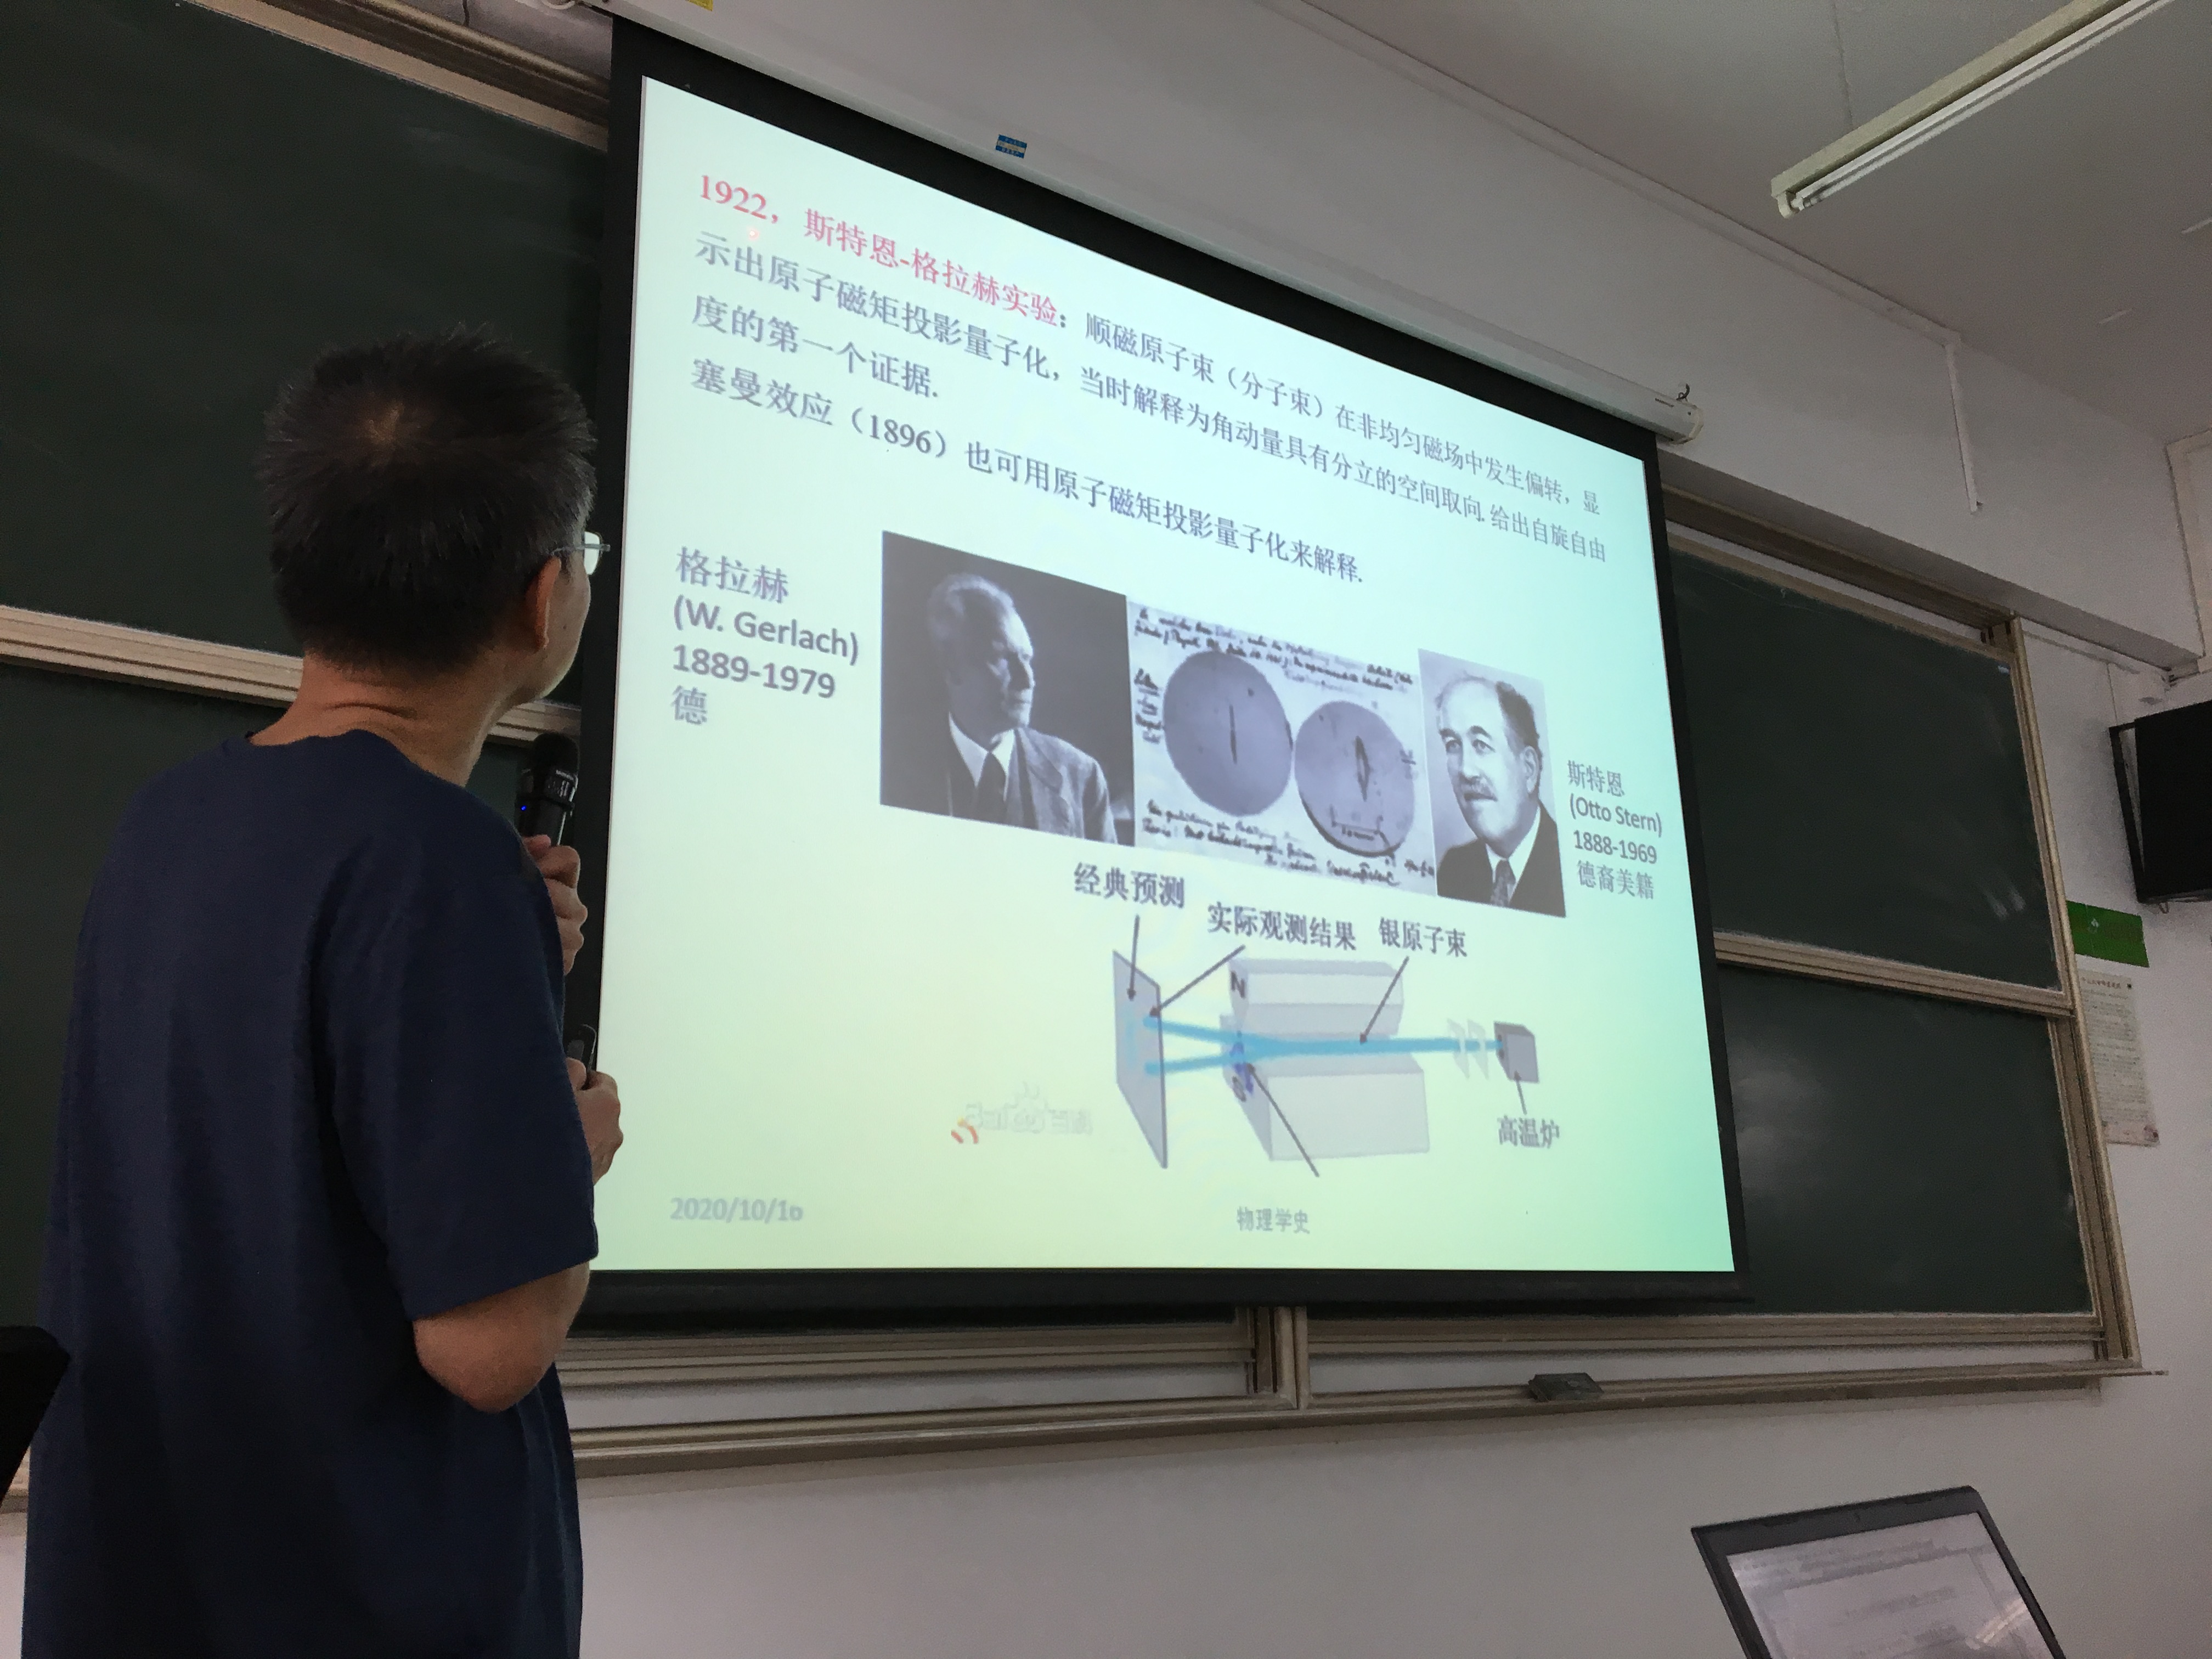 1922，斯特恩-格拉赫实验：顺磁原子束（分子束）在非均匀磁场中发生偏转，显
示出原子磁矩投影量子化，当时解释为角动量具有分立的空间取向.给出自旋自由
度的第一个证据.
塞曼效应（1896）也可用原子磁矩投影量子化来解释.
格拉赫
(W. Gerlach)
1889-1979
德
斯特恩
(Otto Stern)
1888-1969
德裔美籍
经典预测
实际观测结果
银原子束
N
S
高温炉
2020/10/16
物理学史